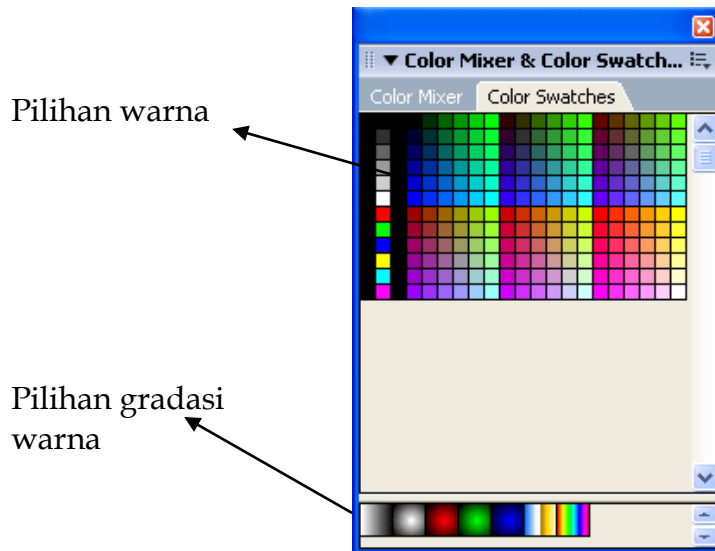 Color Mixer & Color Swatch...
Color Mixer Color Swatches
Pilihan warna
Pilihan gradasi
warna